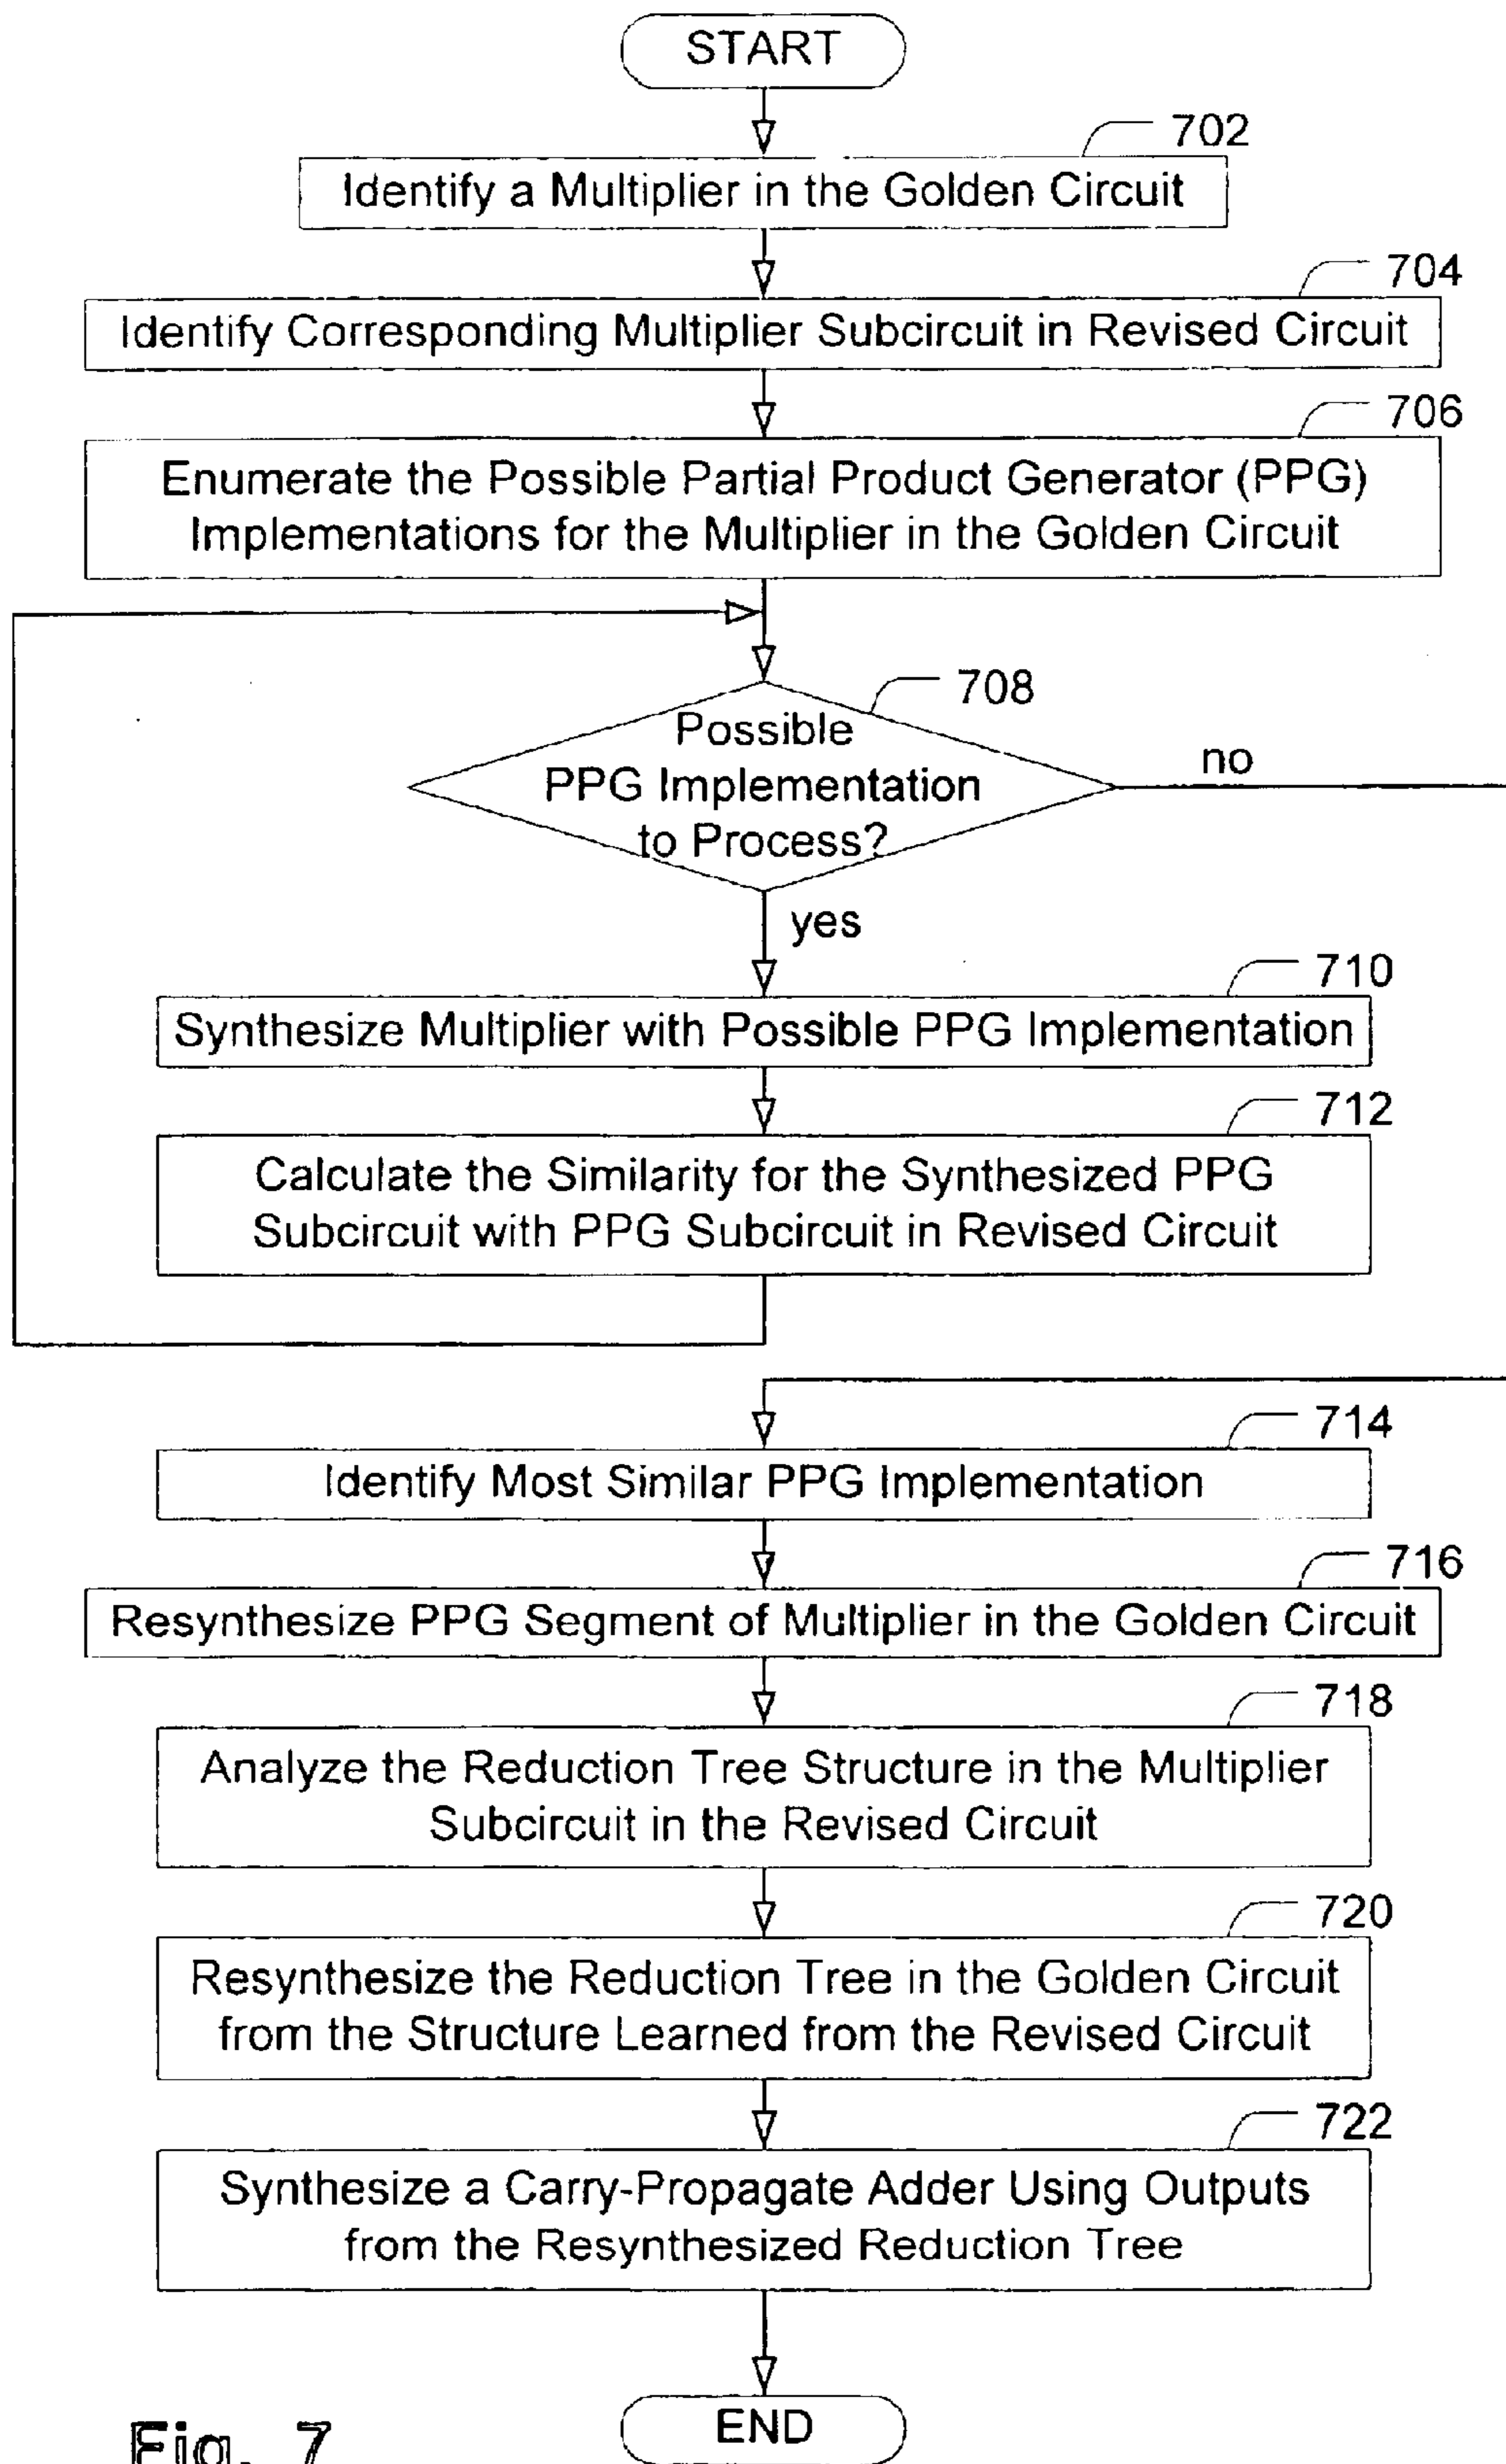 START
702
Identify a Multiplier in the Golden Circuit
704
Identify Corresponding Multiplier Subcircuit in Revised Circuit
706
Enumerate the Possible Partial Product Generator (PPG)
Implementations for the Multiplier in the Golden Circuit
708
Possible
PPG Implementation
to Process?
no
yes
710
Synthesize Multiplier with Possible PPG Implementation
712
Calculate the Similarity for the Synthesized PPG
Subcircuit with PPG Subcircuit in Revised Circuit
714
Identify Most Similar PPG Implementation
716
Resynthesize PPG Segment of Multiplier in the Golden Circuit
718
Analyze the Reduction Tree Structure in the Multiplier
Subcircuit in the Revised Circuit
720
Resynthesize the Reduction Tree in the Golden Circuit
from the Structure Learned from the Revised Circuit
722
Synthesize a Carry-Propagate Adder Using Outputs
from the Resynthesized Reduction Tree
END
Fig. 7